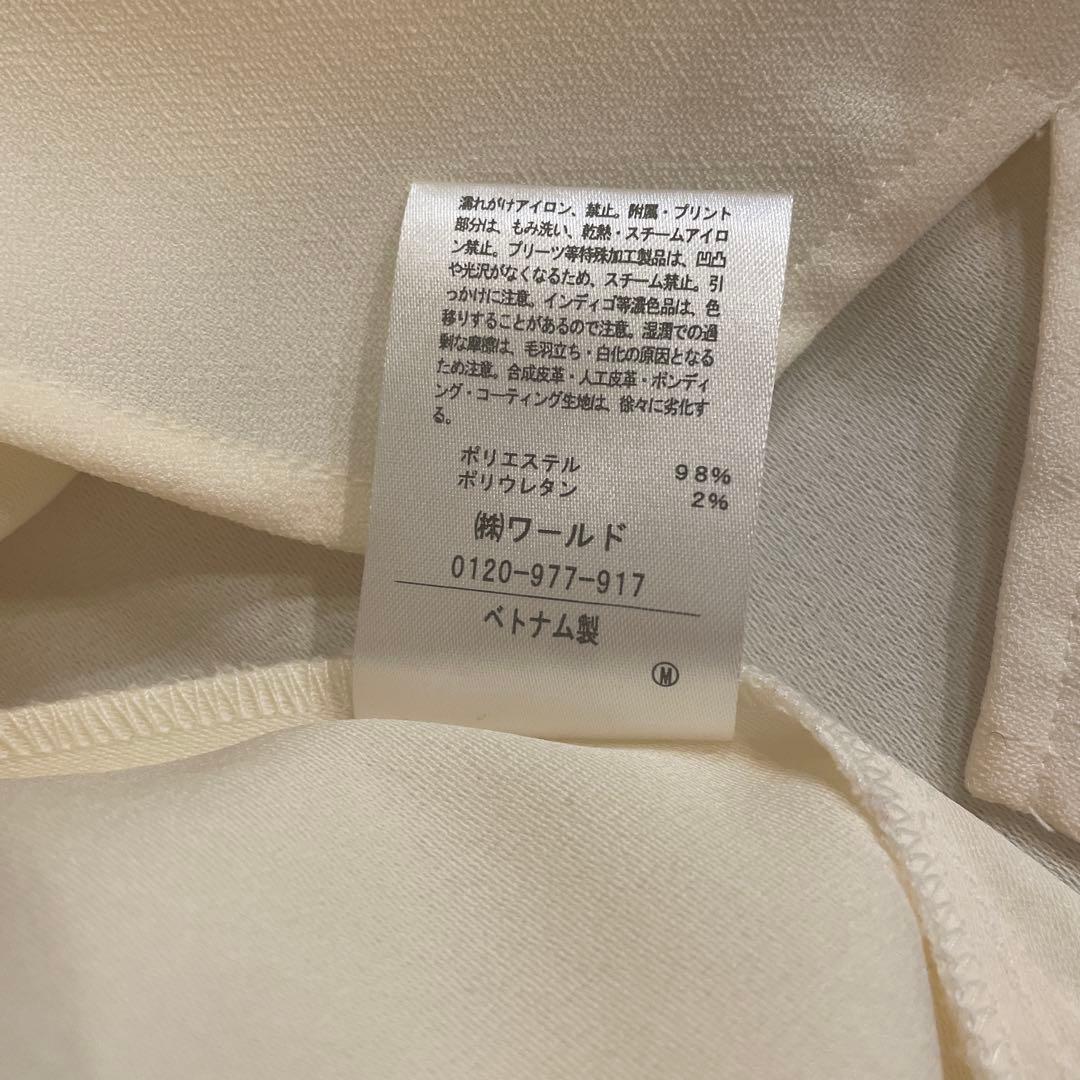 濡れがけアイロン、禁止。附属・プリント
部分は、もみ洗い、乾熱・スチームアイロ
ン禁止。プリーツ等特殊加工製品は、凹凸
や光沢がなくなるため、スチーム禁止。引
っかけに注意。インディゴ等濃色品は、色
移りすることがあるので注意。湿潤での過
剰な摩擦は、毛羽立ち・白化の原因となる
ため注意。合成皮革・人工皮革・ボンディ
ング・コーティング生地は、徐々に劣化す
る。
ポリエステル 98%
ポリウレタン 2%
㈱ワールド
0120-977-917
ベトナム製
Ⓜ